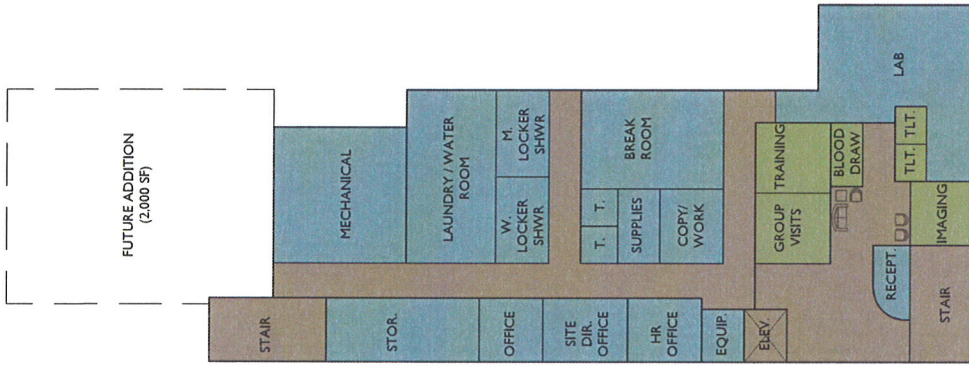 FUTURE ADDITION
(2,000 SF)
MECHANICAL
LAUNDRY / WATER
ROOM
W.
LOCKER
SHWR
M.
LOCKER
SHWR
BREAK
ROOM
T.
T.
SUPPLIES
COPY/
WORK
STAIR
STOR.
OFFICE
SITE
DIR.
OFFICE
HR
OFFICE
EQUIP.
ELEV.
GROUP
VISITS
TRAINING
BLOOD
DRAW
LAB
TLT.
TLT.
IMAGING
RECEPT.
STAIR